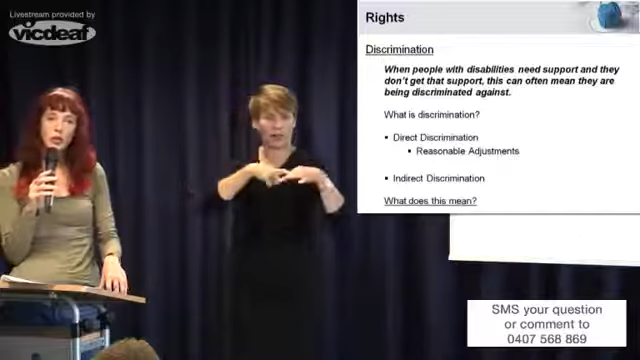 Livestream provided by
vicdeaf
Rights
Discrimination
When people with disabilities need support and they
don't get that support, this can often mean they are
being discriminated against.
What is discrimination?
• Direct Discrimination
• Reasonable Adjustments
• Indirect Discrimination
What does this mean?
SMS your question
or comment to
0407 568 869